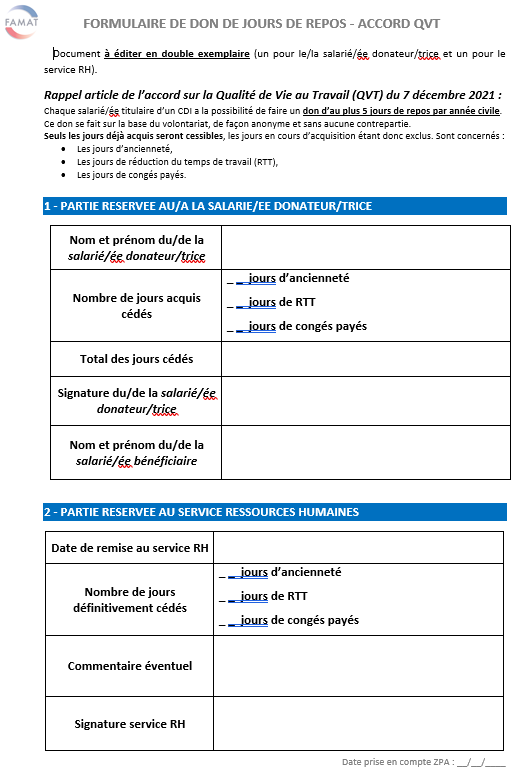 FAMAT
FORMULAIRE DE DON DE JOURS DE REPOS - ACCORD QVT
Document à éditer en double exemplaire (un pour le/la salarié/ée donateur/trice et un pour le
service RH).
Rappel article de l'accord sur la Qualité de Vie au Travail (QVT) du 7 décembre 2021 :
Chaque salarié/ée titulaire d'un CDI a la possibilité de faire un don d'au plus 5 jours de repos par année civile.
Ce don se fait sur la base du volontariat, de façon anonyme et sans aucune contrepartie.
Seuls les jours déjà acquis seront cessibles, les jours en cours d'acquisition étant donc exclus. Sont concernés :
• Les jours d'ancienneté,
• Les jours de réduction du temps de travail (RTT),
• Les jours de congés payés.
1 - PARTIE RESERVEE AU/A LA SALARIE/EE DONATEUR/TRICE
Nom et prénom du/de la
salarié/ée donateur/trice
Nombre de jours acquis
cédés
_ _ jours d'ancienneté
_ _ jours de RTT
_ _ jours de congés payés
Total des jours cédés
Signature du/de la salarié/ée
donateur/trice
Nom et prénom du/de la
salarié/ée bénéficiaire
2 - PARTIE RESERVEE AU SERVICE RESSOURCES HUMAINES
Date de remise au service RH
Nombre de jours
définitivement cédés
_ _ jours d'ancienneté
_ _ jours de RTT
_ _ jours de congés payés
Commentaire éventuel
Signature service RH
Date prise en compte ZPA : __/__/____